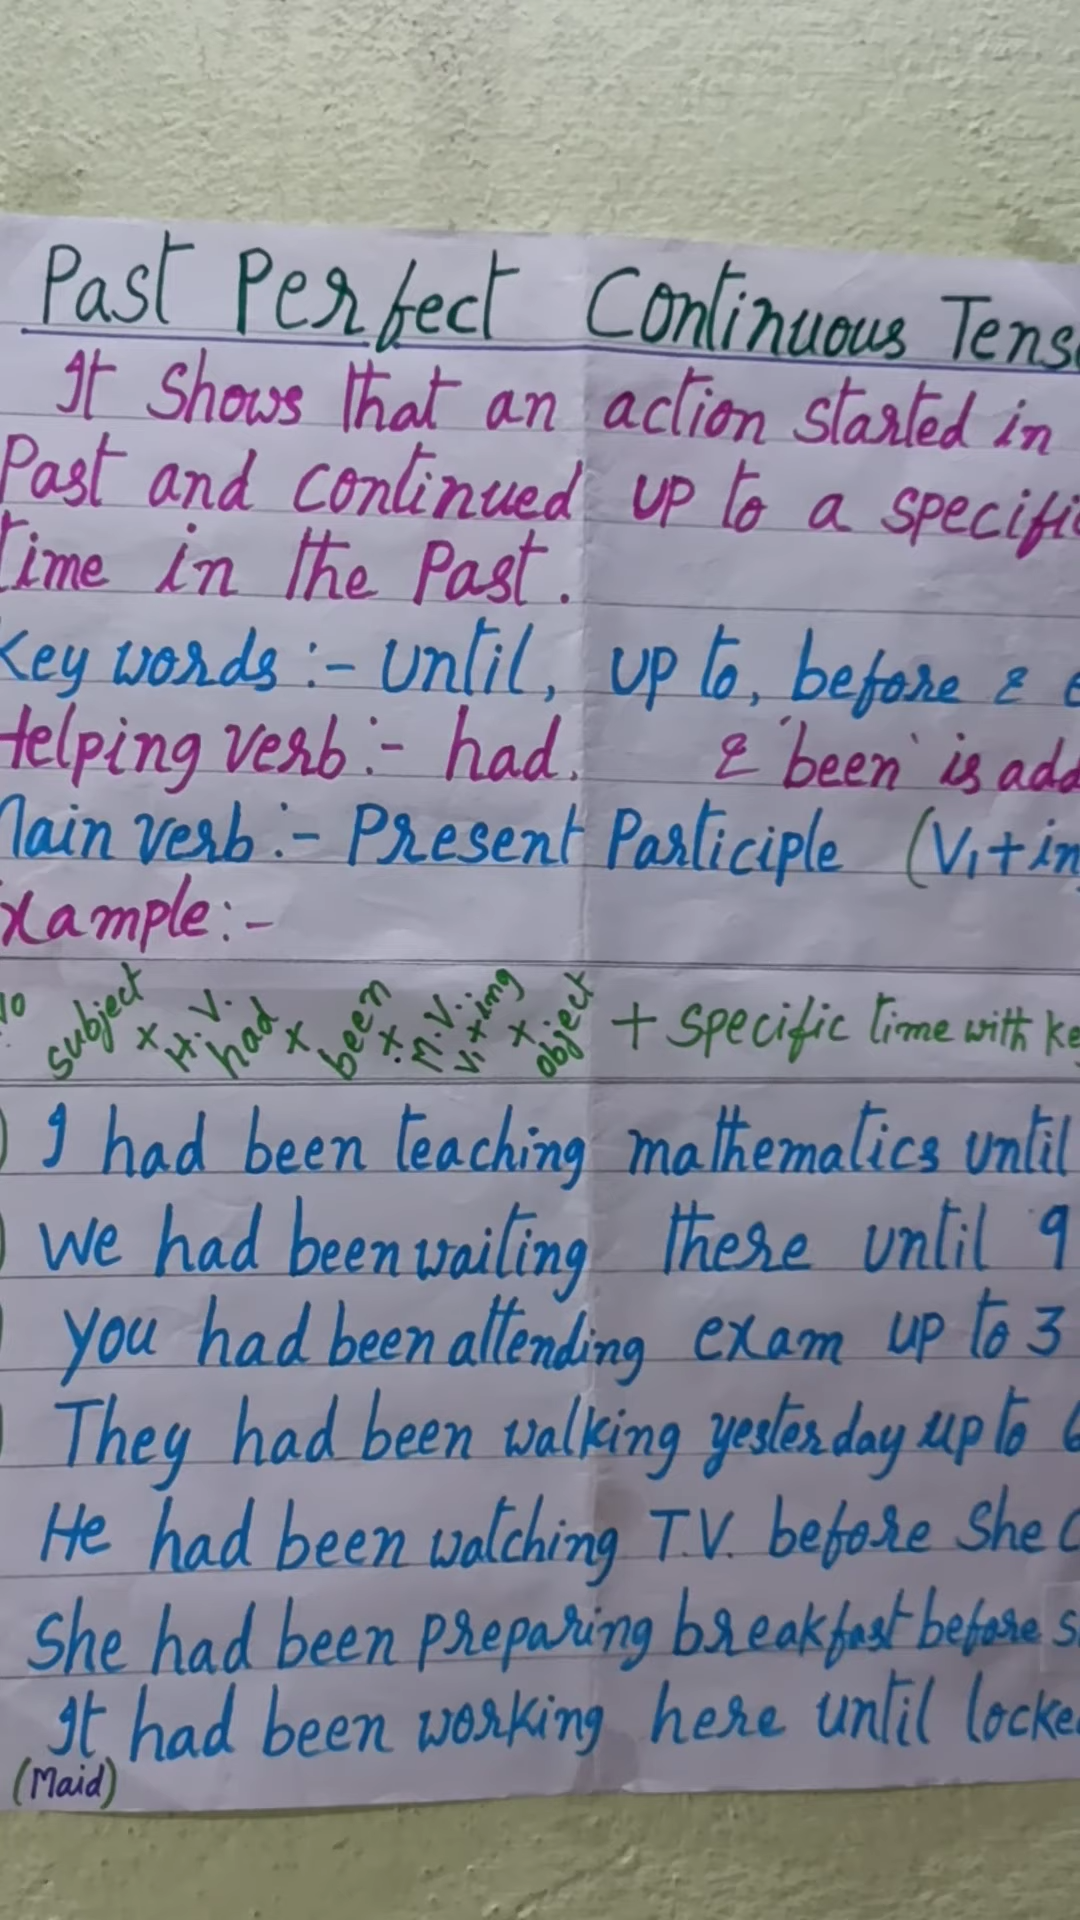 Past Perfect Continuous Tens
It shows that an action started in
Past and continued up to a specific
time in the Past.
Key words :- until, up to, before &
Helping verb :- had. & 'been' is add
Main verb :- Present Participle (V1+in
Example :-
subject x H.V. had x been x M.V. V1+ing x object + specific time with ke
I had been teaching mathematics until
We had been waiting there until 9
You had been attending exam up to 3
They had been walking yesterday up to 6
He had been watching T.V. before she
She had been preparing breakfast before s
It had been working here until locke
(Maid)